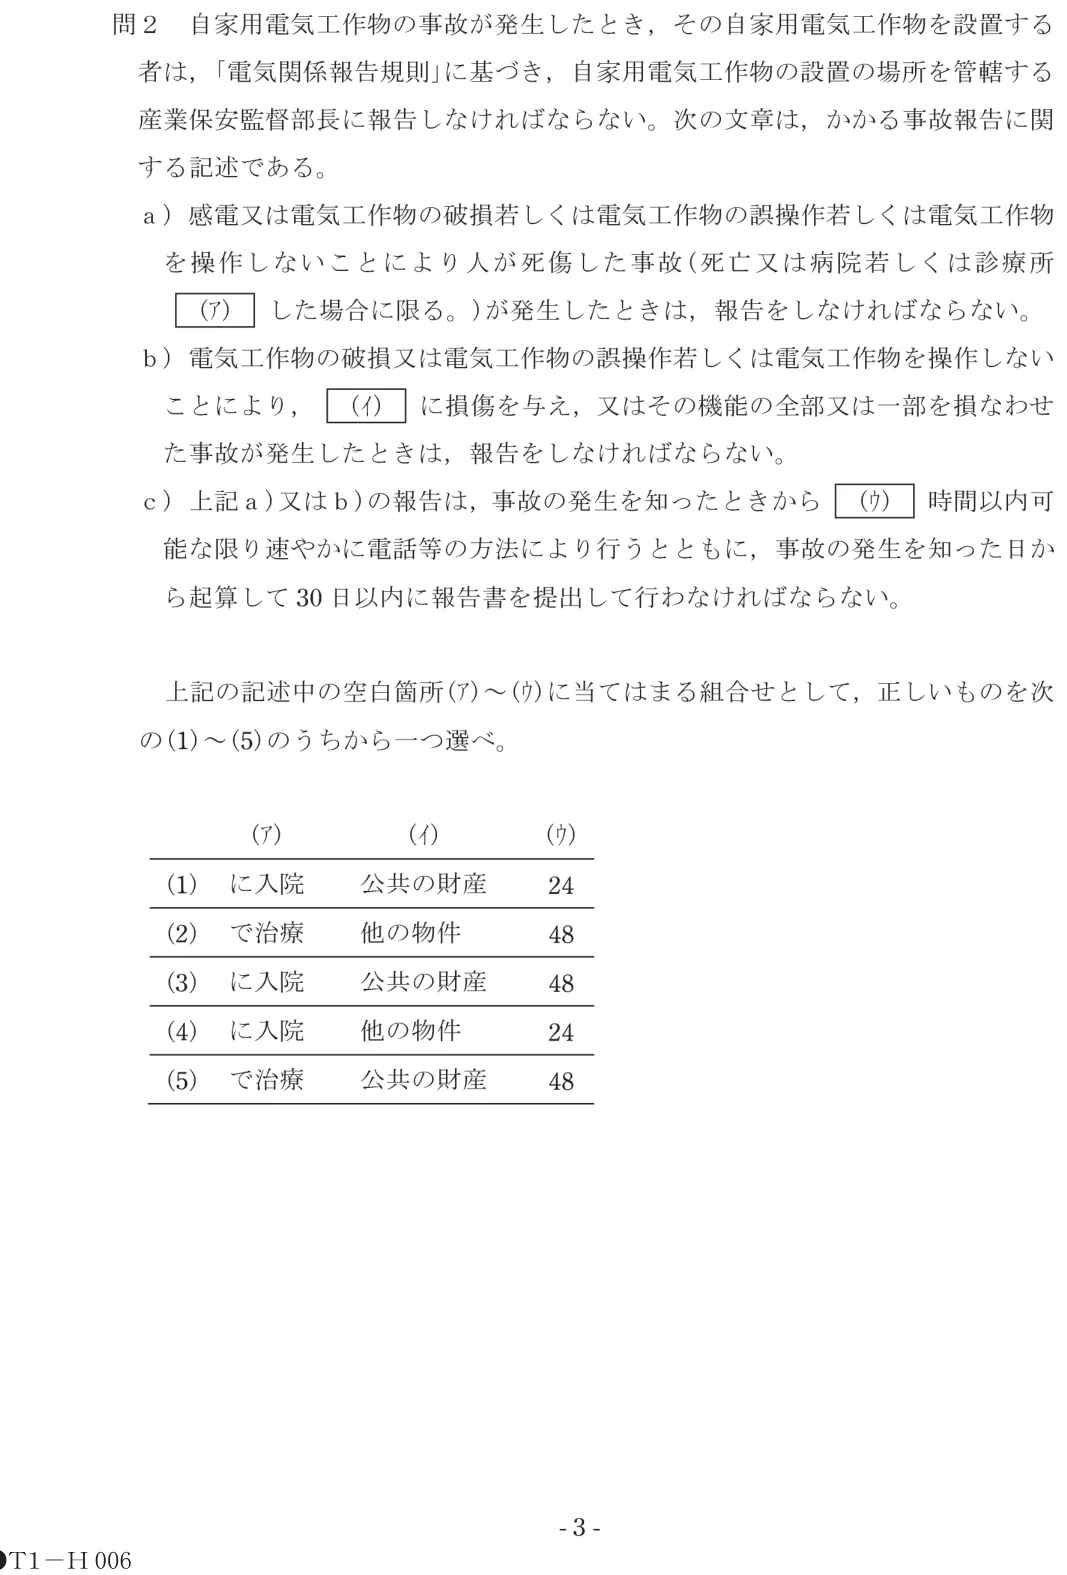 問2 自家用電気工作物の事故が発生したとき，その自家用電気工作物を設置する
者は，「電気関係報告規則」に基づき，自家用電気工作物の設置の場所を管轄する
産業保安監督部長に報告しなければならない。次の文章は，かかる事故報告に関
する記述である。
a）感電又は電気工作物の破損若しくは電気工作物の誤操作若しくは電気工作物
を操作しないことにより人が死傷した事故(死亡又は病院若しくは診療所
(ア) した場合に限る。)が発生したときは，報告をしなければならない。
b）電気工作物の破損又は電気工作物の誤操作若しくは電気工作物を操作しない
ことにより， (イ) に損傷を与え，又はその機能の全部又は一部を損なわせ
た事故が発生したときは，報告をしなければならない。
c）上記a)又はb)の報告は，事故の発生を知ったときから (ウ) 時間以内可
能な限り速やかに電話等の方法により行うとともに，事故の発生を知った日か
ら起算して30日以内に報告書を提出して行わなければならない。
上記の記述中の空白箇所(ア)～(ウ)に当てはまる組合せとして，正しいものを次
の(1)～(5)のうちから一つ選べ。
(ア) (イ) (ウ)
(1) に入院 公共の財産 24
(2) で治療 他の物件 48
(3) に入院 公共の財産 48
(4) に入院 他の物件 24
(5) で治療 公共の財産 48
- 3 -
●T1－H 006